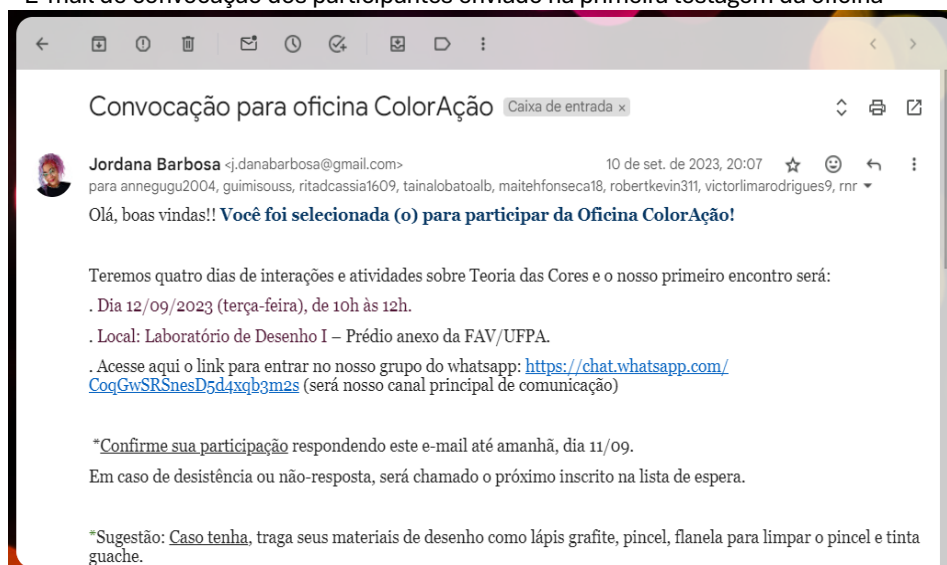 E-mail de convocação dos participantes enviado na primeira testagem da oficina
Convocação para oficina ColorAção Caixa de entrada ×
Jordana Barbosa <j.danabarbosa@gmail.com> 10 de set. de 2023, 20:07
para annegugu2004, guimisouss, ritadcassia1609, tainalobatoalb, maitehfonseca18, robertkevin311, victorlimarodrigues9, rnr
Olá, boas vindas!! Você foi selecionada (o) para participar da Oficina ColorAção!
Teremos quatro dias de interações e atividades sobre Teoria das Cores e o nosso primeiro encontro será:
. Dia 12/09/2023 (terça-feira), de 10h às 12h.
. Local: Laboratório de Desenho I – Prédio anexo da FAV/UFPA.
. Acesse aqui o link para entrar no nosso grupo do whatsapp: https://chat.whatsapp.com/
CoqGwSRSnesD5d4xqb3m2s (será nosso canal principal de comunicação)
*Confirme sua participação respondendo este e-mail até amanhã, dia 11/09.
Em caso de desistência ou não-resposta, será chamado o próximo inscrito na lista de espera.
*Sugestão: Caso tenha, traga seus materiais de desenho como lápis grafite, pincel, flanela para limpar o pincel e tinta
guache.